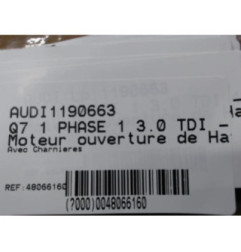 AUDI1190663
Q7 1 PHASE 1 3.0 TDI -
Moteur ouverture de Ha
Avec Charnieres
REF:48066160
(7000)0048066160